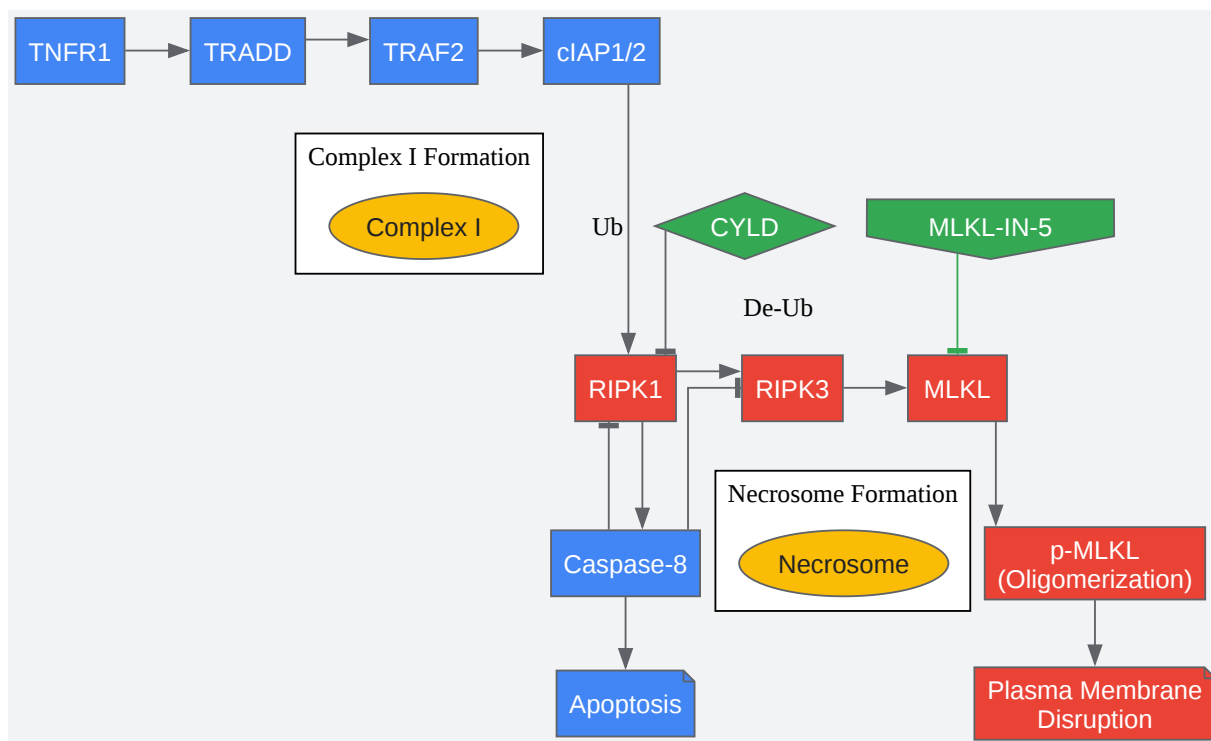 TNFR1
TRADD
TRAF2
cIAP1/2
Complex I Formation
Complex I
Ub
CYLD
MLKL-IN-5
De-Ub
RIPK1
RIPK3
MLKL
Necrosome Formation
Necrosome
Caspase-8
p-MLKL
(Oligomerization)
Apoptosis
Plasma Membrane
Disruption